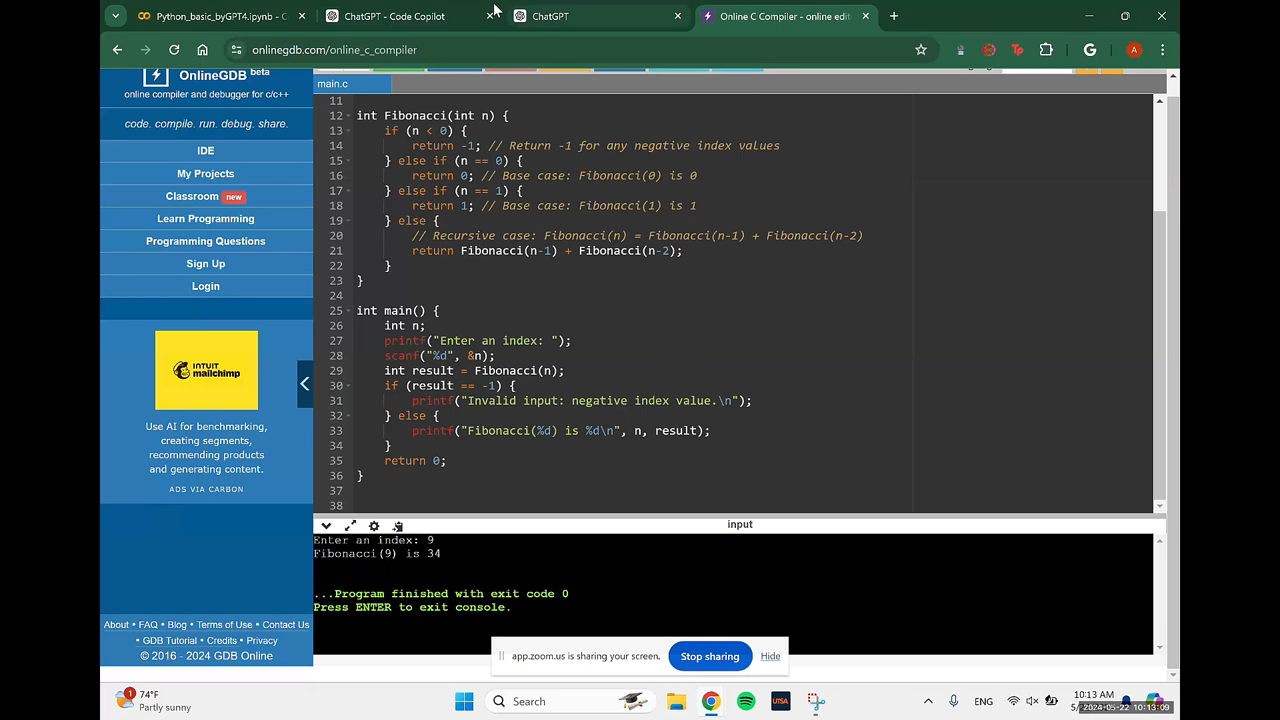 Python_basic_byGPT4.ipynb - C
ChatGPT - Code Copilot
ChatGPT
Online C Compiler - online edit
onlinegdb.com/online_c_compiler
A
OnlineGDB beta
online compiler and debugger for c/c++
code. compile. run. debug. share.
IDE
My Projects
Classroom new
Learn Programming
Programming Questions
Sign Up
Login
INTUIT
mailchimp
Use AI for benchmarking,
creating segments,
recommending products
and generating content.
ADS VIA CARBON
About • FAQ • Blog • Terms of Use • Contact Us
• GDB Tutorial • Credits • Privacy
© 2016 - 2024 GDB Online
main.c
11
12 int Fibonacci(int n) {
13 if (n < 0) {
14 return -1; // Return -1 for any negative index values
15 } else if (n == 0) {
16 return 0; // Base case: Fibonacci(0) is 0
17 } else if (n == 1) {
18 return 1; // Base case: Fibonacci(1) is 1
19 } else {
20 // Recursive case: Fibonacci(n) = Fibonacci(n-1) + Fibonacci(n-2)
21 return Fibonacci(n-1) + Fibonacci(n-2);
22 }
23 }
24
25 int main() {
26 int n;
27 printf("Enter an index: ");
28 scanf("%d", &n);
29 int result = Fibonacci(n);
30 if (result == -1) {
31 printf("Invalid input: negative index value.\n");
32 } else {
33 printf("Fibonacci(%d) is %d\n", n, result);
34 }
35 return 0;
36 }
37
38
input
Enter an index: 9
Fibonacci(9) is 34
...Program finished with exit code 0
Press ENTER to exit console.
app.zoom.us is sharing your screen.
Stop sharing
Hide
1
74°F
Partly sunny
Search
UTSA
ENG
10:13 AM
2024-05-22 10:13:09